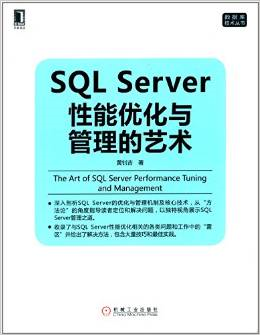 数据库
技术丛书
SQL Server
性能优化与
管理的艺术
黄钊吉 著
The Art of SQL Server Performance Tuning
and Management
深入剖析SQL Server的优化与管理机制及核心技术，从“方
法论”的角度指导读者定位和解决问题，以独特视角展示SQL
Server管理之道。
收录了与SQL Server性能优化相关的各类问题和工作中的“雷
区”并给出了解决方法，包含大量技巧和最佳实践。
机械工业出版社
China Machine Press